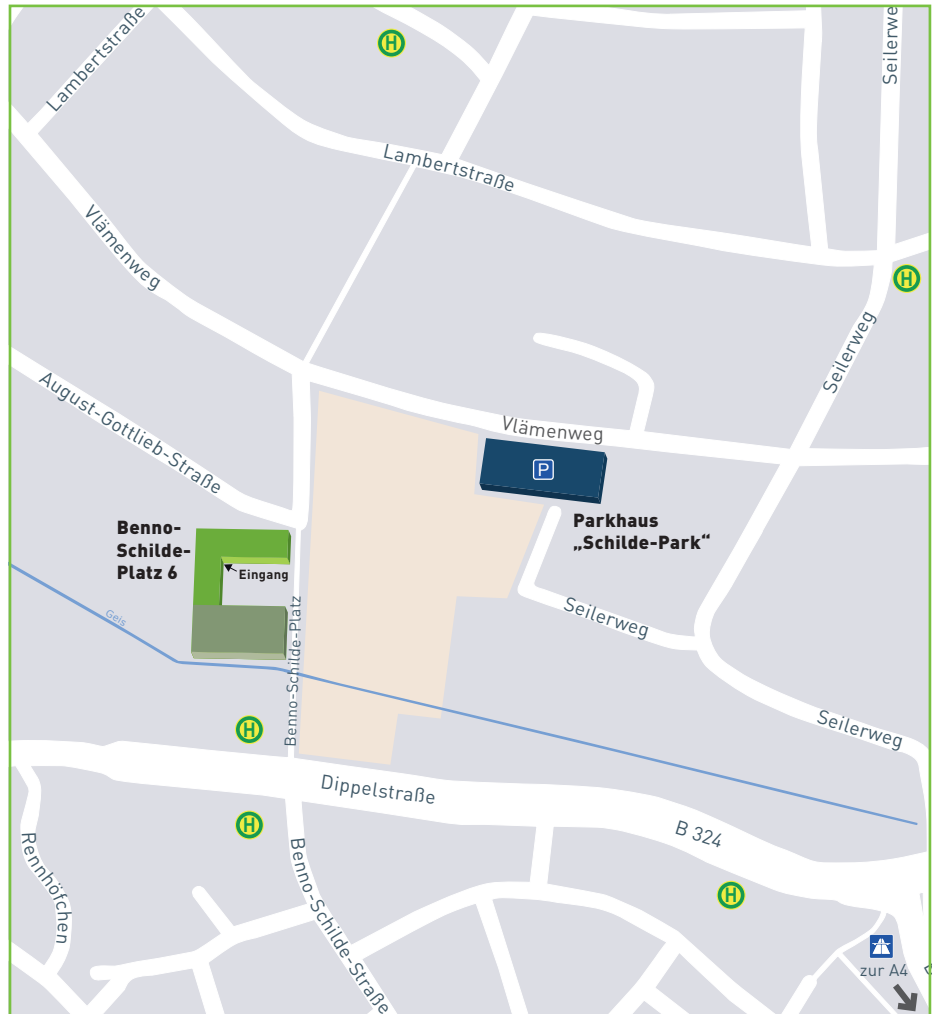 Lambertstraße
H
Seilerwe
Lambertstraße
Vlämenweg
H
Seilerweg
August-Gottlieb-Straße
Vlämenweg
P
Parkhaus
„Schilde-Park“
Benno-
Schilde-
Platz 6
Eingang
Geis
Benno-Schilde-Platz
Seilerweg
Seilerweg
H
Dippelstraße
H
B 324
Rennhöfchen
Benno-Schilde-Straße
H
zur A4